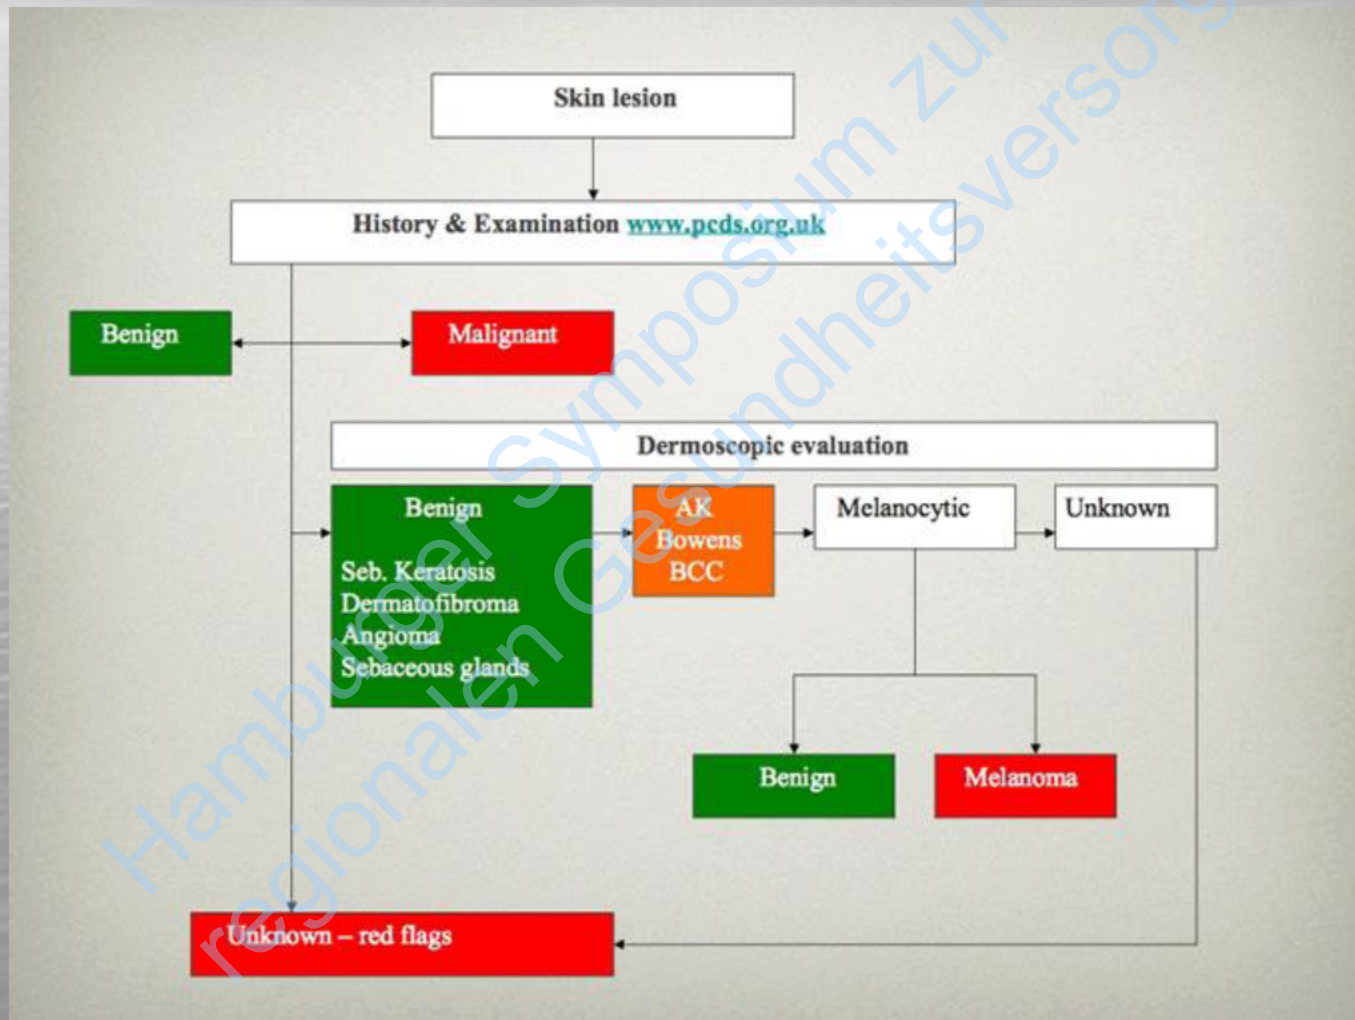 Skin lesion
History & Examination www.pcds.org.uk
Benign
Malignant
Dermoscopic evaluation
Benign
Seb. Keratosis
Dermatofibroma
Angioma
Sebaceous glands
AK
Bowens
BCC
Melanocytic
Unknown
Benign
Melanoma
Unknown – red flags
Hamburger Symposium zur
regionalen Gesundheitsversorg